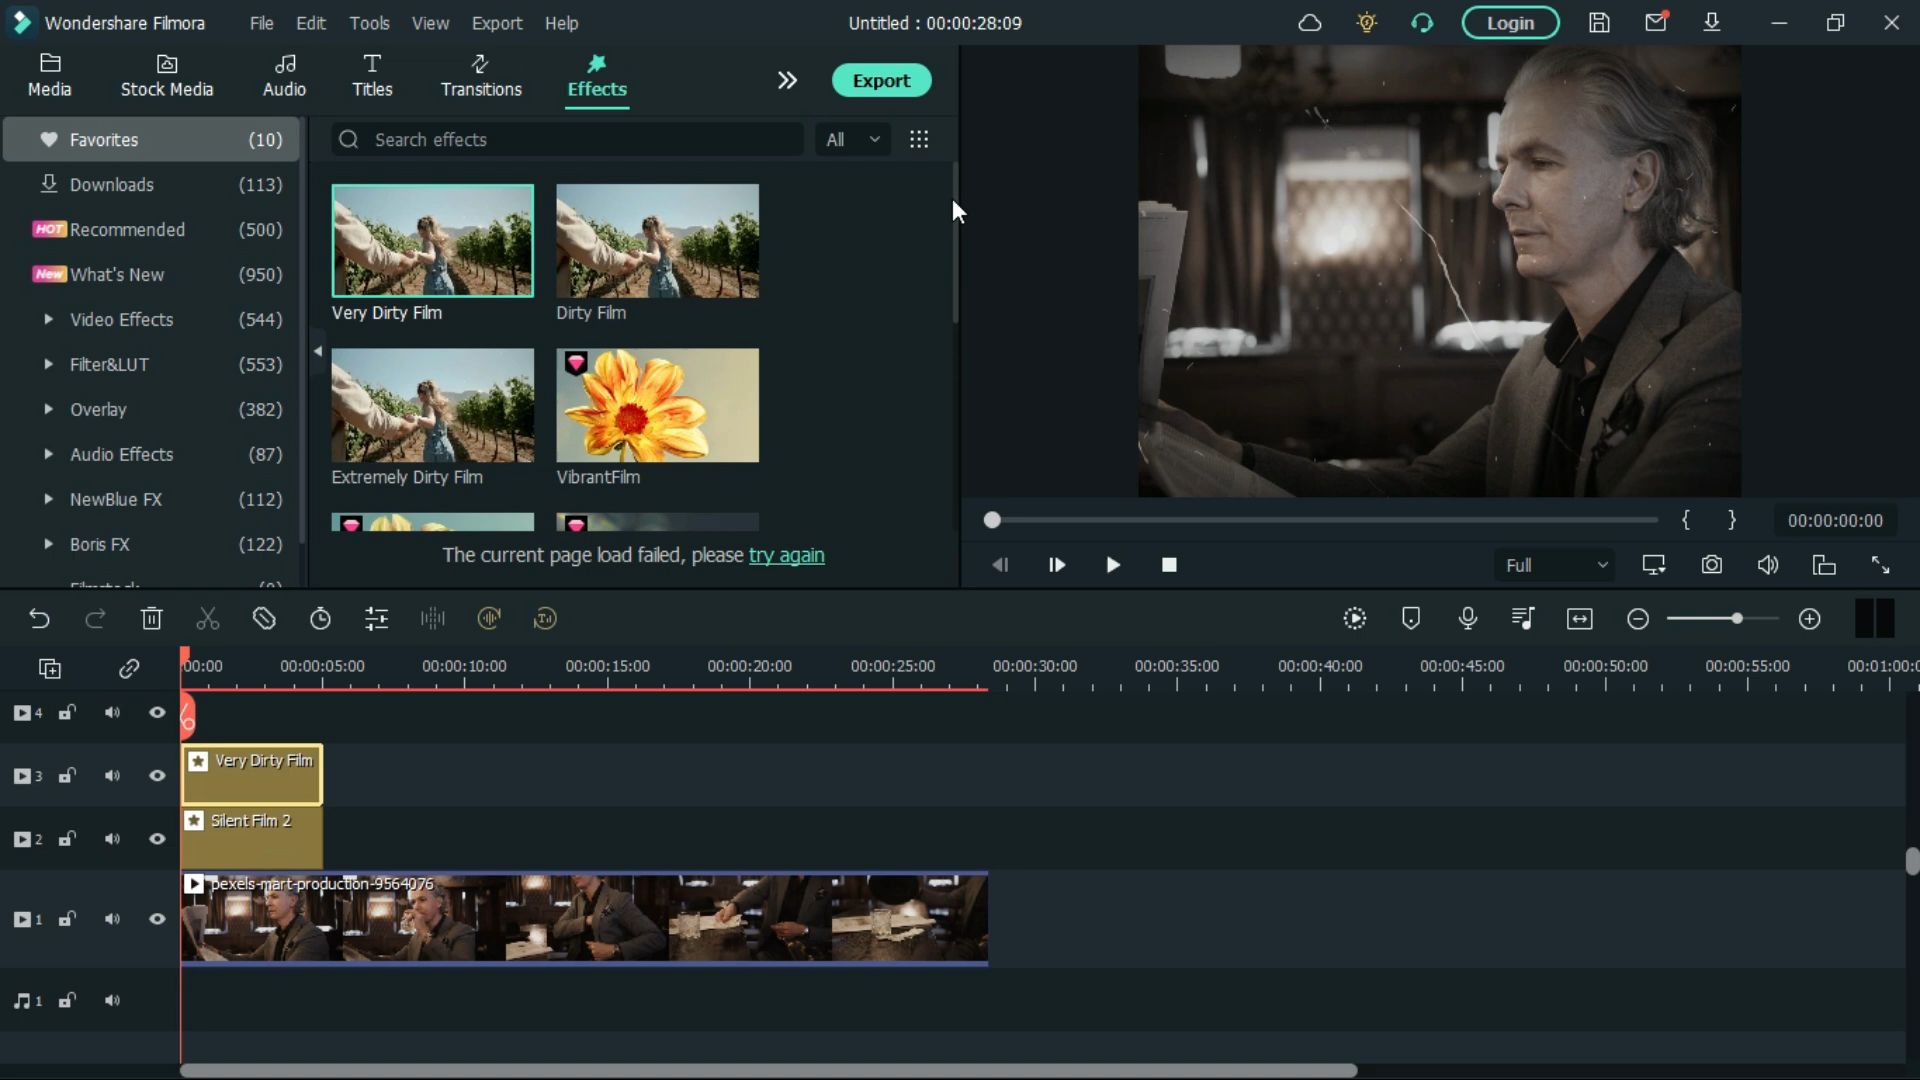 Wondershare Filmora
File
Edit
Tools
View
Export
Help
Untitled : 00:00:28:09
Login
Media
Stock Media
Audio
Titles
Transitions
Effects
Export
Favorites (10)
Downloads (113)
HOT Recommended (500)
New What's New (950)
Video Effects (544)
Filter&LUT (553)
Overlay (382)
Audio Effects (87)
NewBlue FX (112)
Boris FX (122)
Search effects
All
Very Dirty Film
Dirty Film
Extremely Dirty Film
VibrantFilm
The current page load failed, please try again
{ } 00:00:00:00
Full
00:00
00:00:05:00
00:00:10:00
00:00:15:00
00:00:20:00
00:00:25:00
00:00:30:00
00:00:35:00
00:00:40:00
00:00:45:00
00:00:50:00
00:00:55:00
4
3
Very Dirty Film
2
Silent Film 2
1
pexels-mart-production-9564076
1